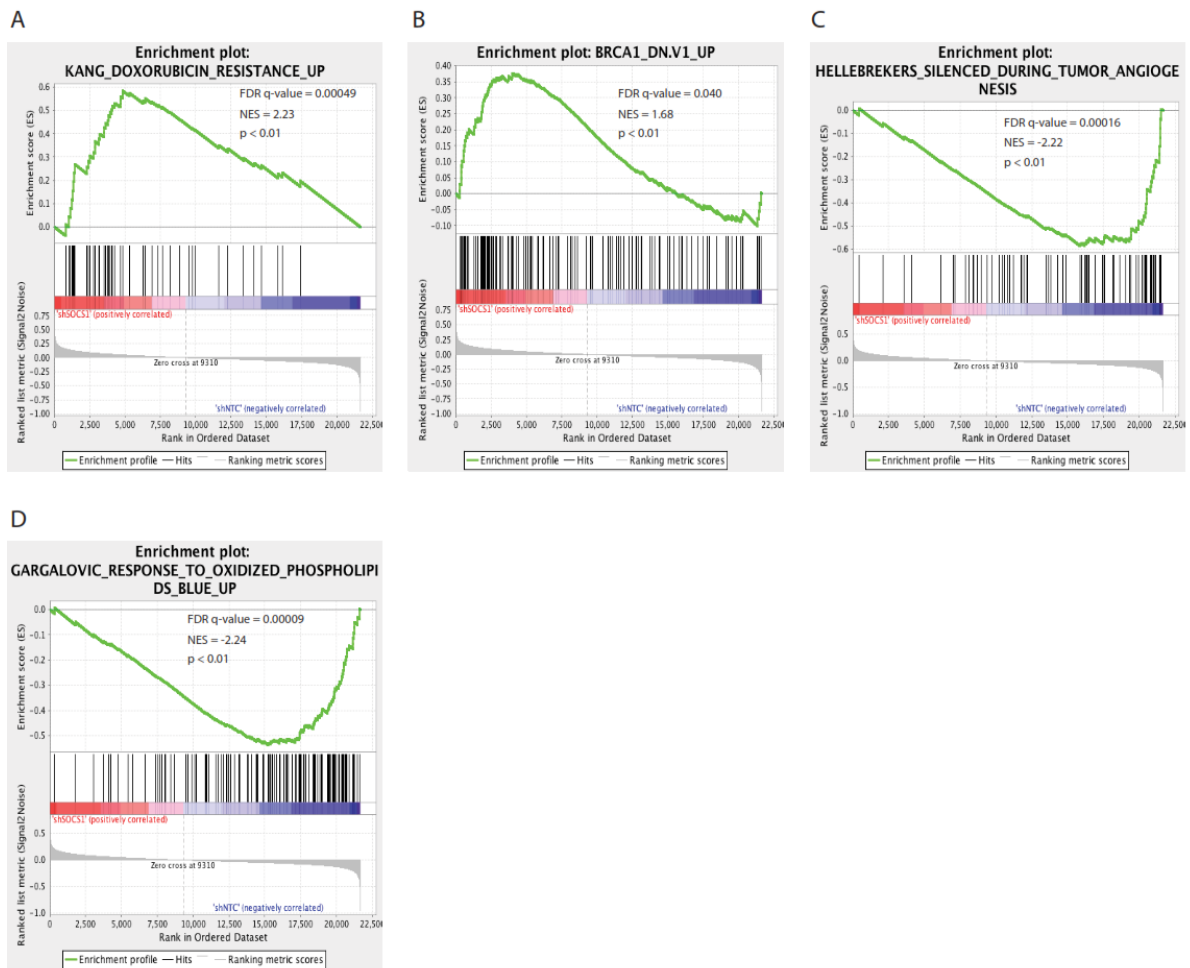 A
Enrichment plot:
KANG_DOXORUBICIN_RESISTANCE_UP
FDR q-value = 0.00049
NES = 2.23
p < 0.01
Enrichment score (ES)
0.6
0.5
0.4
0.3
0.2
0.1
0.0
Ranked list metric (Signal2Noise)
0.75
0.50
0.25
0.00
-0.25
-0.50
-0.75
-1.00
'shSOCS1' (positively correlated)
Zero cross at 9310
'shNTC' (negatively correlated)
0 2,500 5,000 7,500 10,000 12,500 15,000 17,500 20,000 22,500
Rank in Ordered Dataset
Enrichment profile Hits Ranking metric scores
B
Enrichment plot: BRCA1_DN.V1_UP
FDR q-value = 0.040
NES = 1.68
p < 0.01
Enrichment score (ES)
0.40
0.35
0.30
0.25
0.20
0.15
0.10
0.05
0.00
-0.05
-0.10
Ranked list metric (Signal2Noise)
0.75
0.50
0.25
0.00
-0.25
-0.50
-0.75
-1.00
'shSOCS1' (positively correlated)
Zero cross at 9310
'shNTC' (negatively correlated)
0 2,500 5,000 7,500 10,000 12,500 15,000 17,500 20,000 22,500
Rank in Ordered Dataset
Enrichment profile Hits Ranking metric scores
C
Enrichment plot:
HELLEBREKERS_SILENCED_DURING_TUMOR_ANGIOGE
NESIS
FDR q-value = 0.00016
NES = -2.22
p < 0.01
Enrichment score (ES)
0.0
-0.1
-0.2
-0.3
-0.4
-0.5
-0.6
Ranked list metric (Signal2Noise)
0.5
0.0
-0.5
-1.0
'shSOCS1' (positively correlated)
Zero cross at 9310
'shNTC' (negatively correlated)
0 2,500 5,000 7,500 10,000 12,500 15,000 17,500 20,000
Rank in Ordered Dataset
Enrichment profile Hits Ranking metric scores
D
Enrichment plot:
GARGALOVIC_RESPONSE_TO_OXIDIZED_PHOSPHOLIPI
DS_BLUE_UP
FDR q-value = 0.00009
NES = -2.24
p < 0.01
Enrichment score (ES)
0.0
-0.1
-0.2
-0.3
-0.4
-0.5
Ranked list metric (Signal2Noise)
0.5
0.0
-0.5
-1.0
'shSOCS1' (positively correlated)
Zero cross at 9310
'shNTC' (negatively correlated)
0 2,500 5,000 7,500 10,000 12,500 15,000 17,500 20,000 22,500
Rank in Ordered Dataset
Enrichment profile Hits Ranking metric scores